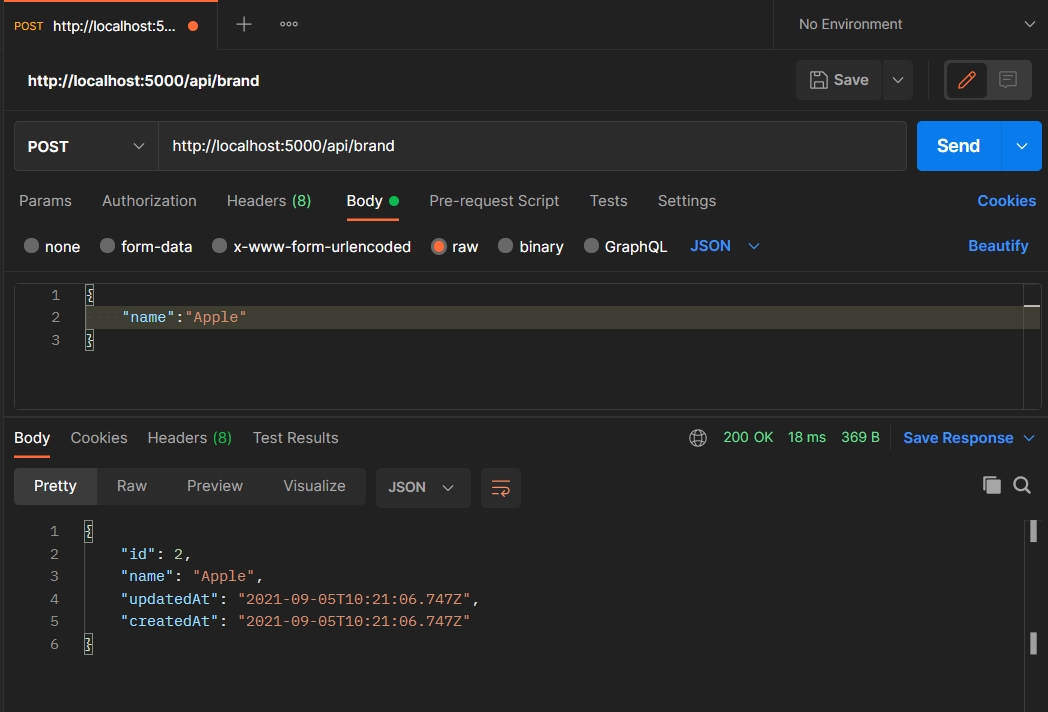 POST http://localhost:5... No Environment
http://localhost:5000/api/brand Save
POST http://localhost:5000/api/brand Send
Params Authorization Headers (8) Body Pre-request Script Tests Settings Cookies
none form-data x-www-form-urlencoded raw binary GraphQL JSON Beautify
1 {
2 "name":"Apple"
3 }
Body Cookies Headers (8) Test Results 200 OK 18 ms 369 B Save Response
Pretty Raw Preview Visualize JSON
1 {
2 "id": 2,
3 "name": "Apple",
4 "updatedAt": "2021-09-05T10:21:06.747Z",
5 "createdAt": "2021-09-05T10:21:06.747Z"
6 }